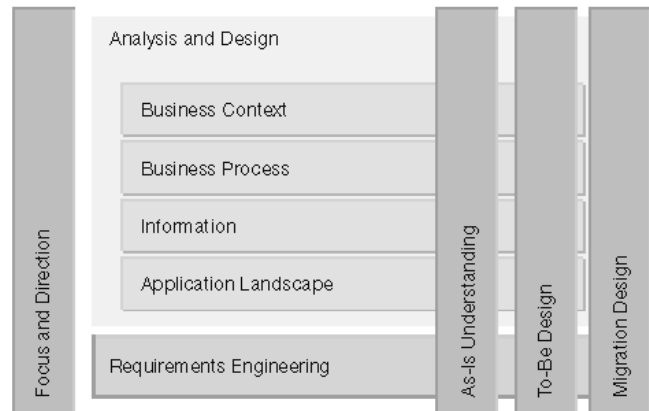 Focus and Direction
Analysis and Design
Business Context
Business Process
Information
Application Landscape
Requirements Engineering
As-Is Understanding
To-Be Design
Migration Design